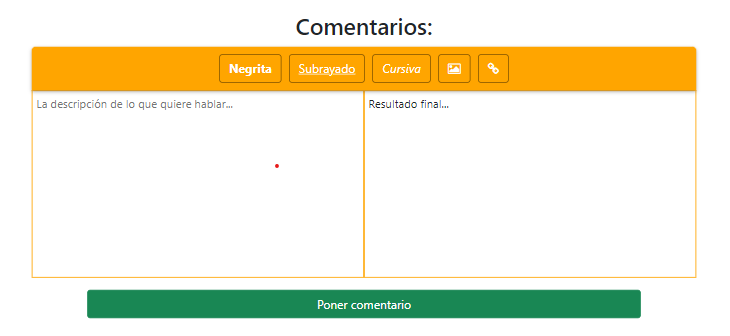 Comentarios:
Negrita Subrayado Cursiva
La descripción de lo que quiere hablar...
Resultado final...
Poner comentario